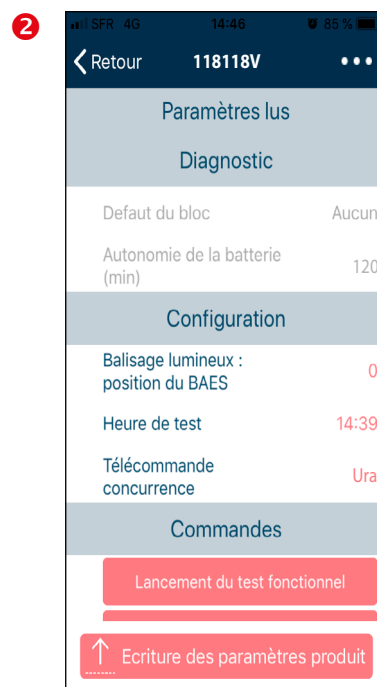 2
SFR 4G 14:46 85 %
Retour 118118V
Paramètres lus
Diagnostic
Defaut du bloc Aucun
Autonomie de la batterie
(min) 120
Configuration
Balisage lumineux :
position du BAES 0
Heure de test 14:39
Télécommande
concurrence Ura
Commandes
Lancement du test fonctionnel
Ecriture des paramètres produit